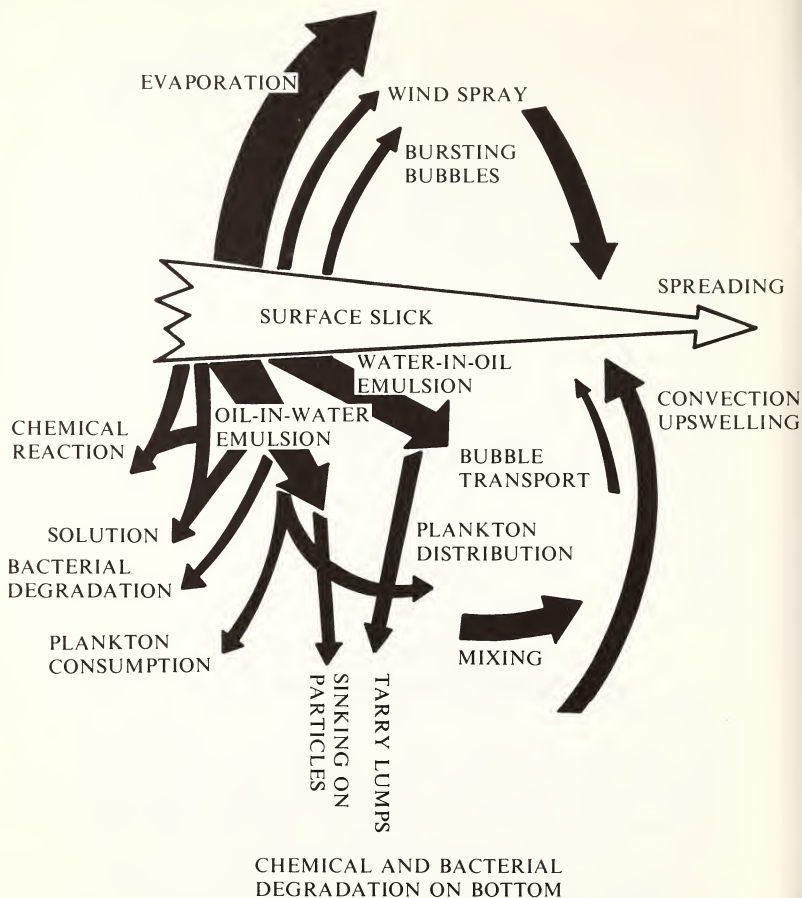 EVAPORATION
WIND SPRAY
BURSTING
BUBBLES
SPREADING
SURFACE SLICK
WATER-IN-OIL
EMULSION
CONVECTION
UPSWELLING
OIL-IN-WATER
EMULSION
CHEMICAL
REACTION
BUBBLE
TRANSPORT
SOLUTION
PLANKTON
DISTRIBUTION
BACTERIAL
DEGRADATION
PLANKTON
CONSUMPTION
MIXING
SINKING ON
PARTICLES
TARRY LUMPS
CHEMICAL AND BACTERIAL
DEGRADATION ON BOTTOM